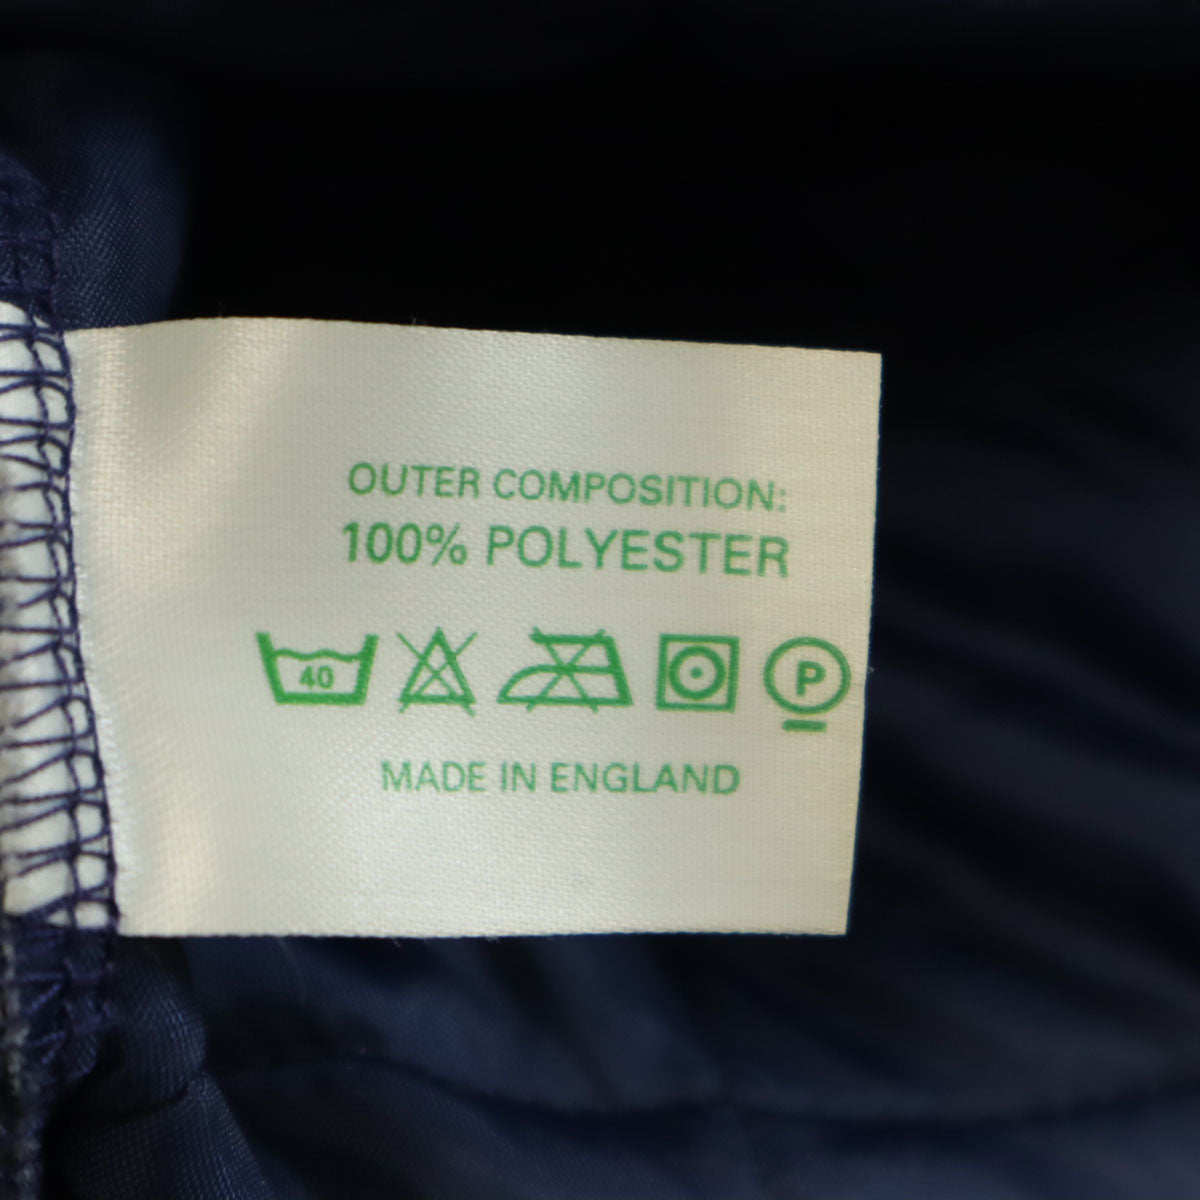 OUTER COMPOSITION:
100% POLYESTER
40 P
MADE IN ENGLAND